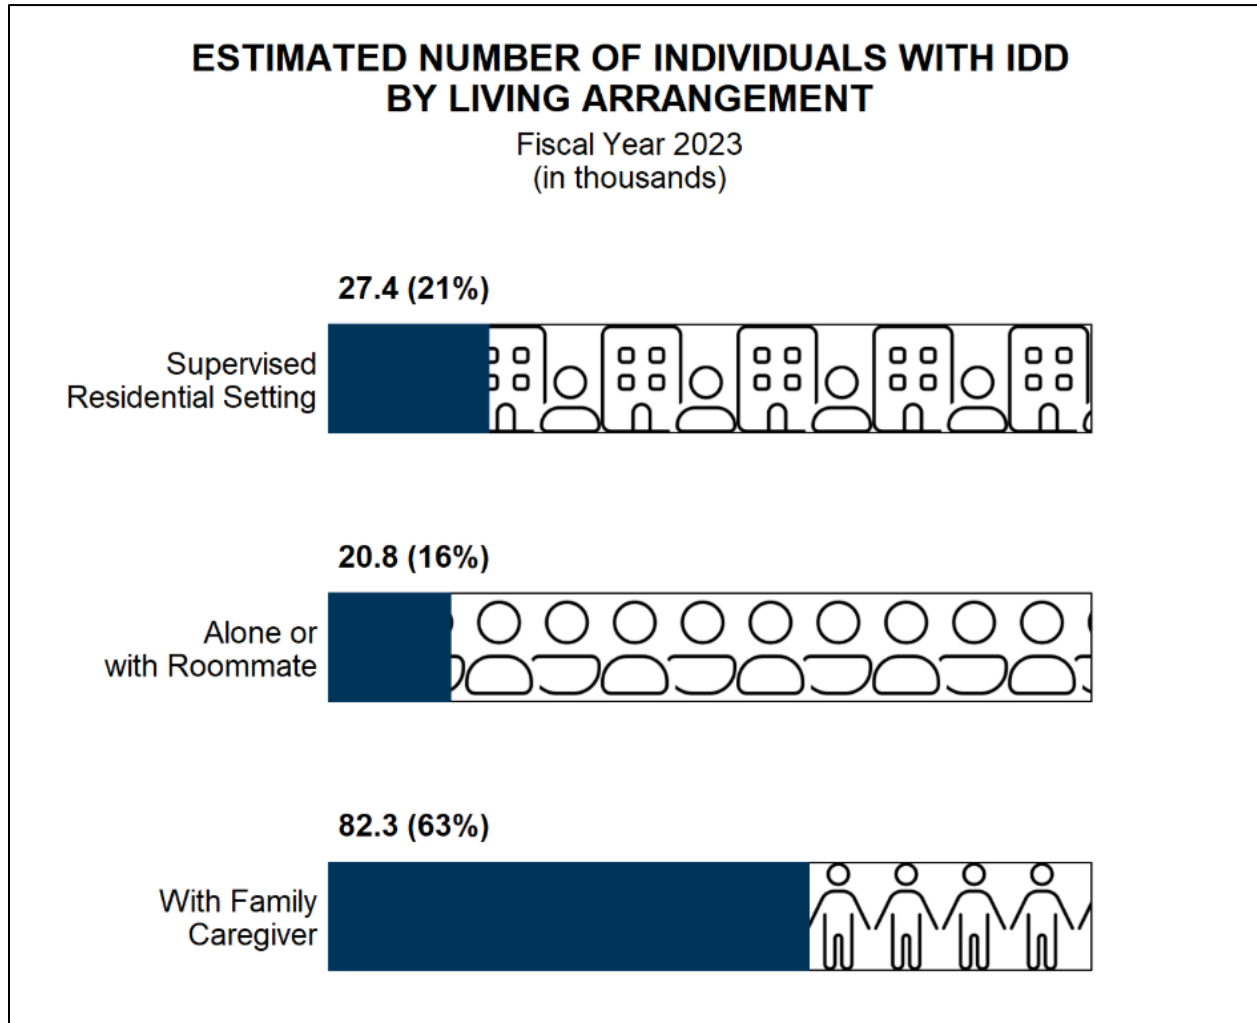 ESTIMATED NUMBER OF INDIVIDUALS WITH IDD
BY LIVING ARRANGEMENT
Fiscal Year 2023
(in thousands)
27.4 (21%)
Supervised
Residential Setting
20.8 (16%)
Alone or
with Roommate
82.3 (63%)
With Family
Caregiver